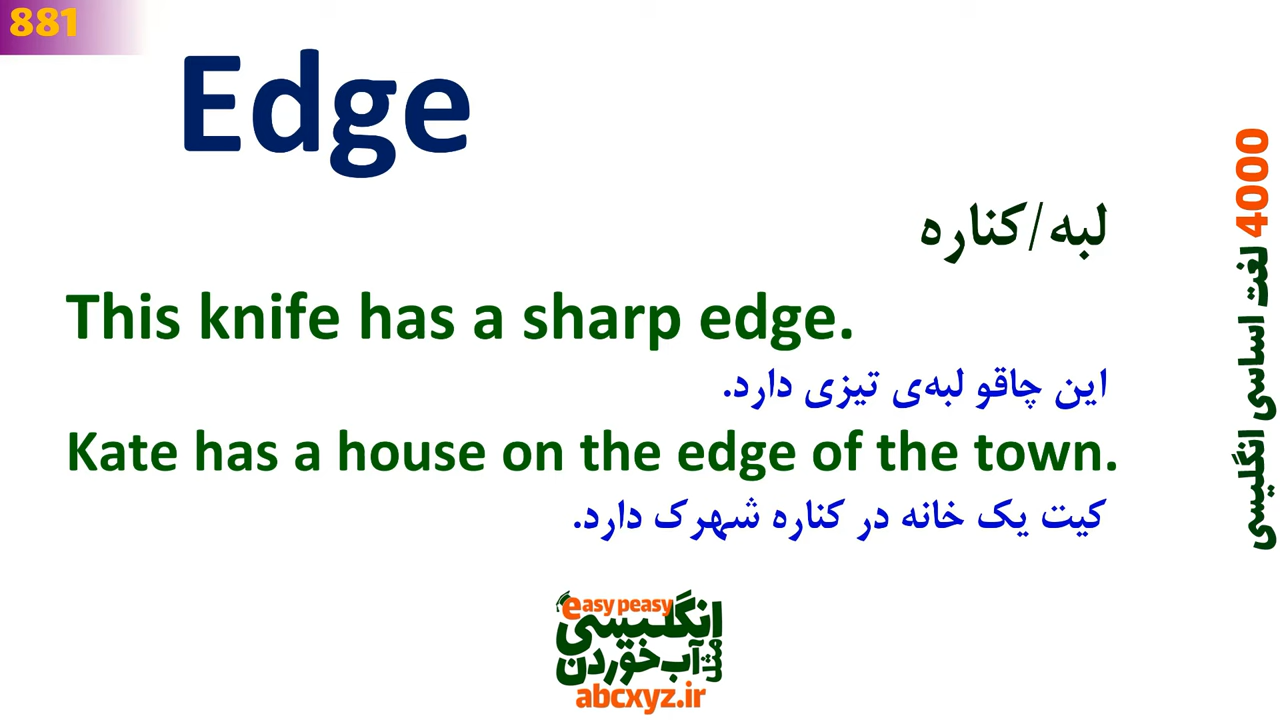 881
Edge
لبه/کناره
This knife has a sharp edge.
این چاقو لبه‌ی تیزی دارد.
Kate has a house on the edge of the town.
کیت یک خانه در کناره شهرک دارد.
4000 لغت اساسی انگلیسی
easy peasy
انگلیسی
مثل آب خوردن
abcxyz.ir